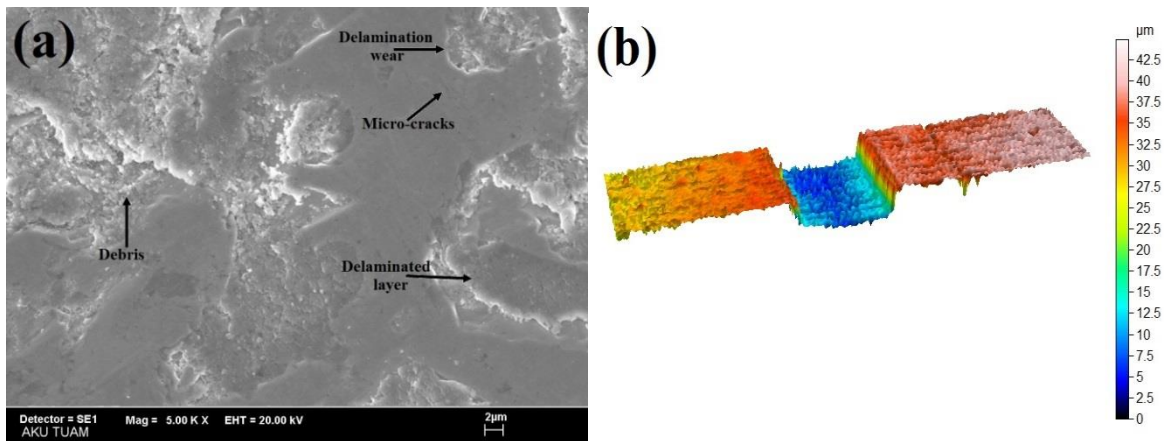 (a)
Delamination
wear
Micro-cracks
Debris
Delaminated
layer
Detector = SE1 Mag = 5.00 K X EHT = 20.00 kV 2µm
AKU TUAM
(b)
µm
42.5
40
37.5
35
32.5
30
27.5
25
22.5
20
17.5
15
12.5
10
7.5
5
2.5
0